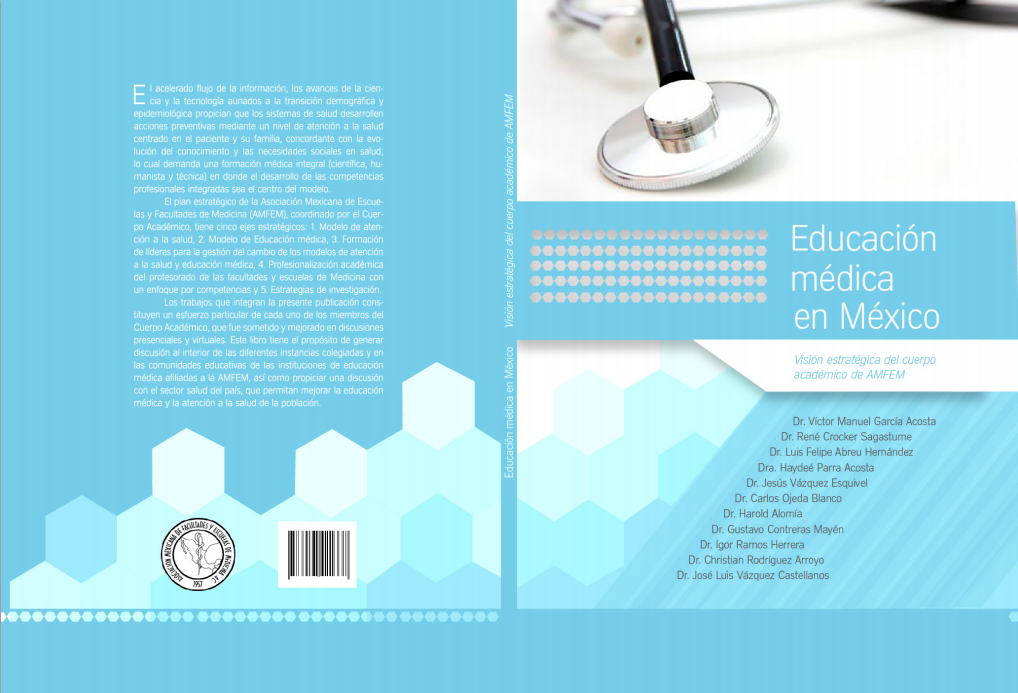 El acelerado flujo de la información, los avances de la cien-
cia y la tecnología aunados a la transición demográfica y
epidemiológica propician que los sistemas de salud desarrollen
acciones preventivas mediante un nivel de atención a la salud
centrado en el paciente y su familia, concordante con la evo-
lución del conocimiento y las necesidades sociales en salud;
lo cual demanda una formación médica integral (científica, hu-
manista y técnica) en donde el desarrollo de las competencias
profesionales integradas sea el centro del modelo.
El plan estratégico de la Asociación Mexicana de Escue-
las y Facultades de Medicina (AMFEM), coordinado por el Cuer-
po Académico, tiene cinco ejes estratégicos: 1. Modelo de aten-
ción a la salud, 2. Modelo de Educación médica, 3. Formación
de líderes para la gestión del cambio de los modelos de atención
a la salud y educación médica, 4. Profesionalización académica
del profesorado de las facultades y escuelas de Medicina con
un enfoque por competencias y 5. Estrategias de investigación.
Los trabajos que integran la presente publicación cons-
tituyen un esfuerzo particular de cada uno de los miembros del
Cuerpo Académico, que fue sometido y mejorado en discusiones
presenciales y virtuales. Este libro tiene el propósito de generar
discusión al interior de las diferentes instancias colegiadas y en
las comunidades educativas de las instituciones de educación
médica afiliadas a la AMFEM, así como propiciar una discusión
con el sector salud del país, que permitan mejorar la educación
médica y la atención a la salud de la población.
ASOCIACIÓN MEXICANA DE FACULTADES Y ESCUELAS DE MEDICINA, A.C.
1957
Educación médica en México Visión estratégica del cuerpo académico de AMFEM
Educación
médica
en México
Visión estratégica del cuerpo
académico de AMFEM
Dr. Víctor Manuel García Acosta
Dr. René Crocker Sagastume
Dr. Luis Felipe Abreu Hernández
Dra. Haydeé Parra Acosta
Dr. Jesús Vázquez Esquivel
Dr. Carlos Ojeda Blanco
Dr. Harold Alomía
Dr. Gustavo Contreras Mayén
Dr. Igor Ramos Herrera
Dr. Christian Rodríguez Arroyo
Dr. José Luis Vázquez Castellanos